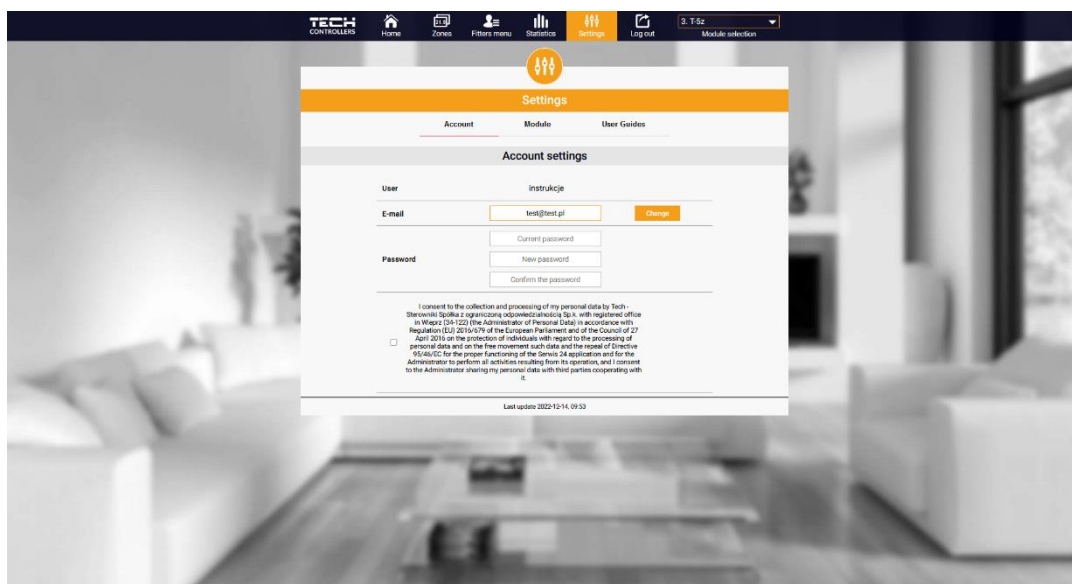 TECH
CONTROLLERS
Home
21.0
Zones
Fitters menu
Statistics
Settings
Log out
3. T-5z
Module selection
Settings
Account Module User Guides
Account settings
User instrukcje
E-mail test@test.pl Change
Current password
Password New password
Confirm the password
I consent to the collection and processing of my personal data by Tech -
Sterowniki Spółka z ograniczoną odpowiedzialnością Sp.k. with registered office
in Wieprz (34-122) (the Administrator of Personal Data) in accordance with
Regulation (EU) 2016/679 of the European Parliament and of the Council of 27
April 2016 on the protection of individuals with regard to the processing of
personal data and on the free movement such data and the repeal of Directive
95/46/EC for the proper functioning of the Serwis 24 application and for the
Administrator to perform all activities resulting from its operation, and I consent
to the Administrator sharing my personal data with third parties cooperating with
it.
Last update 2022-12-14, 09:53